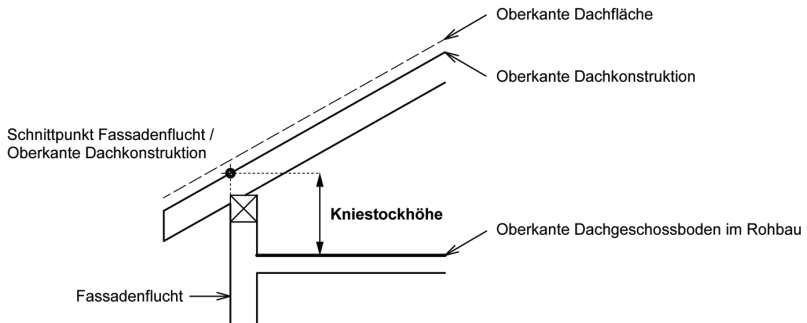 Oberkante Dachfläche
Oberkante Dachkonstruktion
Schnittpunkt Fassadenflucht /
Oberkante Dachkonstruktion
Kniestockhöhe
Oberkante Dachgeschossboden im Rohbau
Fassadenflucht